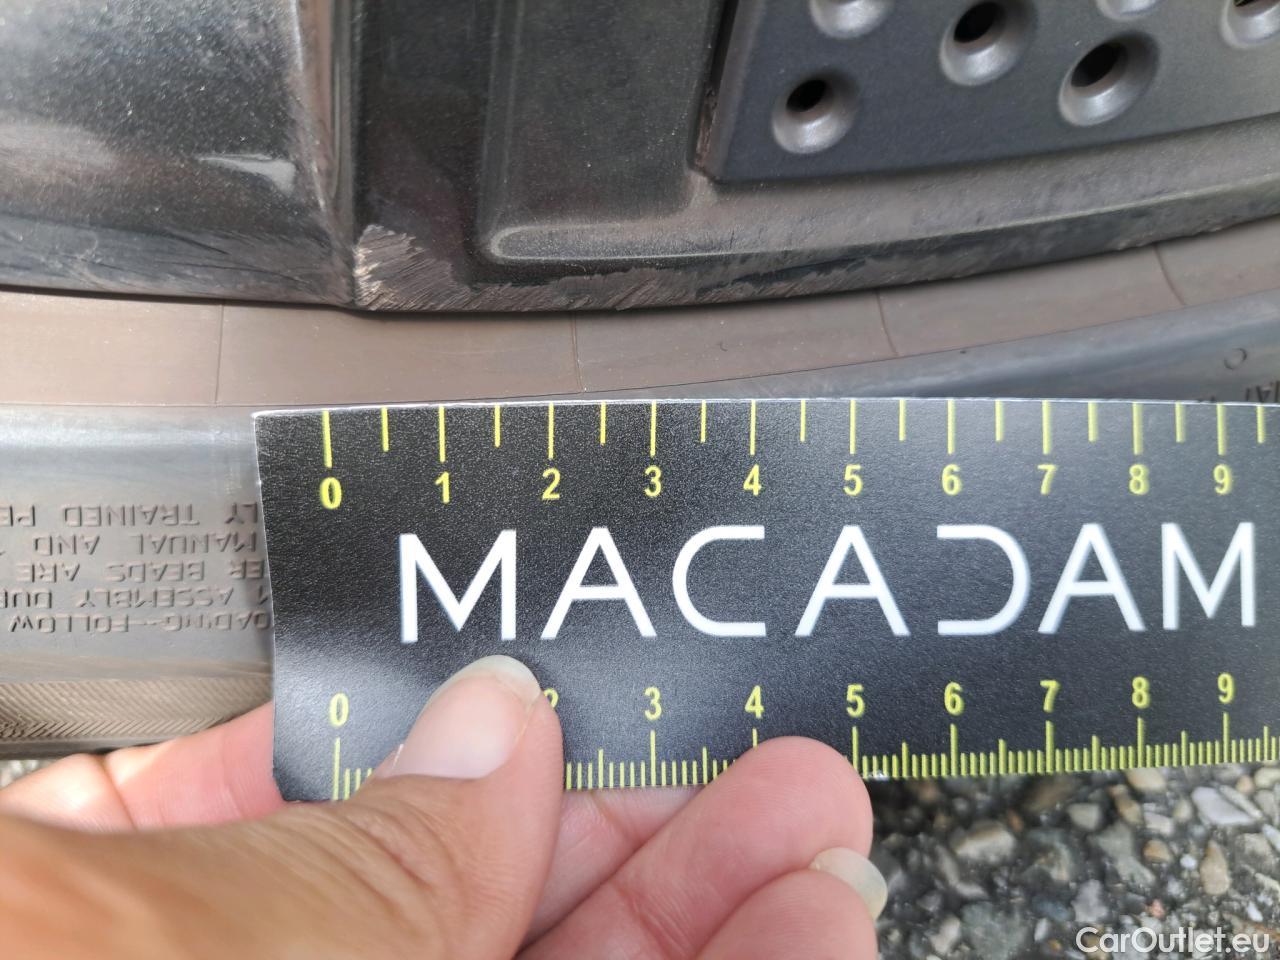 0 1 2 3 4 5 6 7 8 9
MACADAM
0 2 3 4 5 6 7 8 9
OADING--FOLLOW
ASSEMBLY DU
ER BEADS ARE
MANUAL AND
LY TRAINED PE
CarOutlet.eu